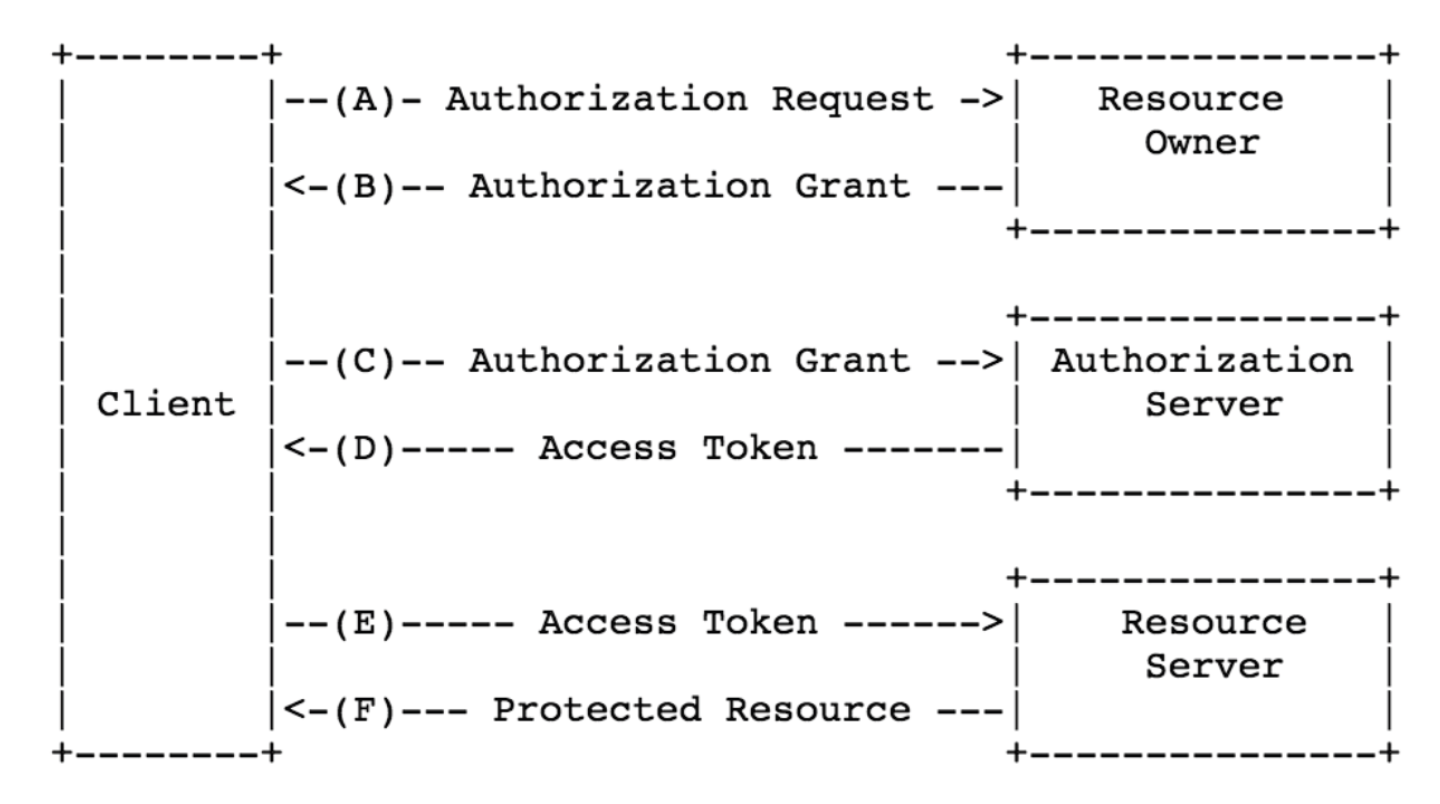 +--------+                               +---------------+
|        |--(A)- Authorization Request ->|   Resource    |
|        |                               |     Owner     |
|        |<-(B)-- Authorization Grant ---|               |
|        |                               +---------------+
|        |
|        |                               +---------------+
|        |--(C)-- Authorization Grant -->| Authorization |
| Client |                               |     Server    |
|        |<-(D)----- Access Token -------|               |
|        |                               +---------------+
|        |
|        |                               +---------------+
|        |--(E)----- Access Token ------>|    Resource   |
|        |                               |     Server    |
|        |<-(F)--- Protected Resource ---|               |
+--------+                               +---------------+